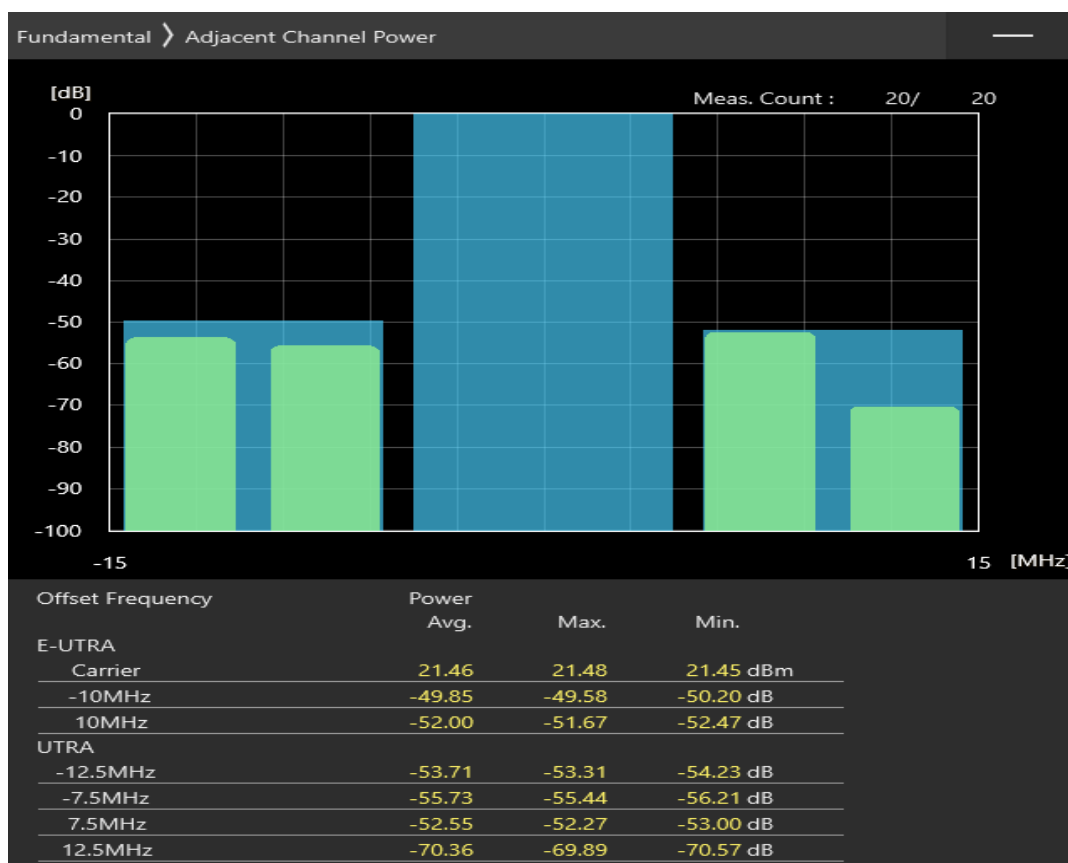 Fundamental 〉 Adjacent Channel Power
[dB]
Meas. Count : 20/ 20
0
-10
-20
-30
-40
-50
-60
-70
-80
-90
-100
-15 15 [MHz]
Offset Frequency Power
Avg. Max. Min.
E-UTRA
Carrier 21.46 21.48 21.45 dBm
-10MHz -49.85 -49.58 -50.20 dB
10MHz -52.00 -51.67 -52.47 dB
UTRA
-12.5MHz -53.71 -53.31 -54.23 dB
-7.5MHz -55.73 -55.44 -56.21 dB
7.5MHz -52.55 -52.27 -53.00 dB
12.5MHz -70.36 -69.89 -70.57 dB